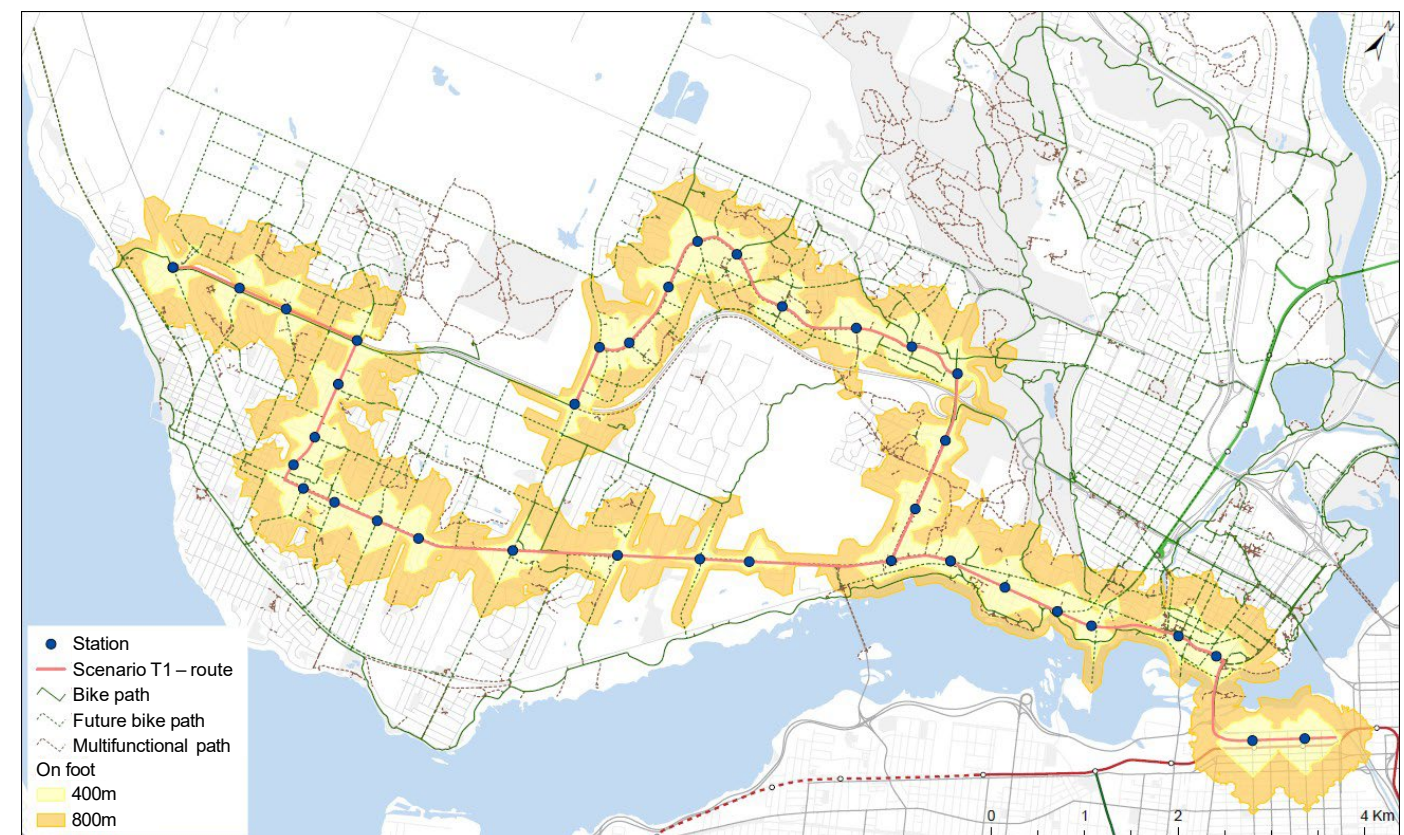 N
Station
Scenario T1 – route
Bike path
Future bike path
Multifunctional path
On foot
400m
800m
0 1 2 4 Km